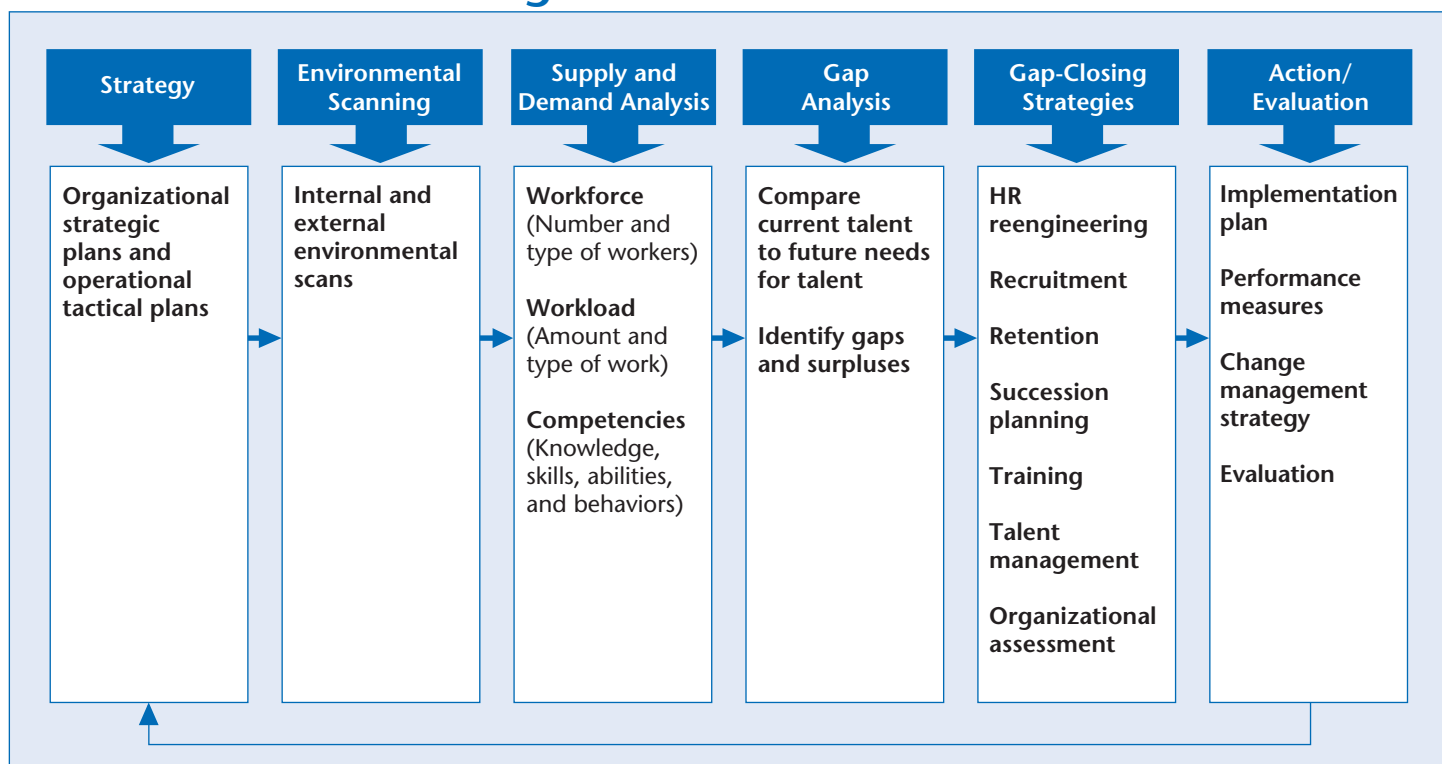 Strategy
Organizational
strategic
plans and
operational
tactical plans
Environmental
Scanning
Internal and
external
environmental
scans
Supply and
Demand Analysis
Workforce
(Number and
type of workers)
Workload
(Amount and
type of work)
Competencies
(Knowledge,
skills, abilities,
and behaviors)
Gap
Analysis
Compare
current talent
to future needs
for talent
Identify gaps
and surpluses
Gap-Closing
Strategies
HR
reengineering
Recruitment
Retention
Succession
planning
Training
Talent
management
Organizational
assessment
Action/
Evaluation
Implementation
plan
Performance
measures
Change
management
strategy
Evaluation